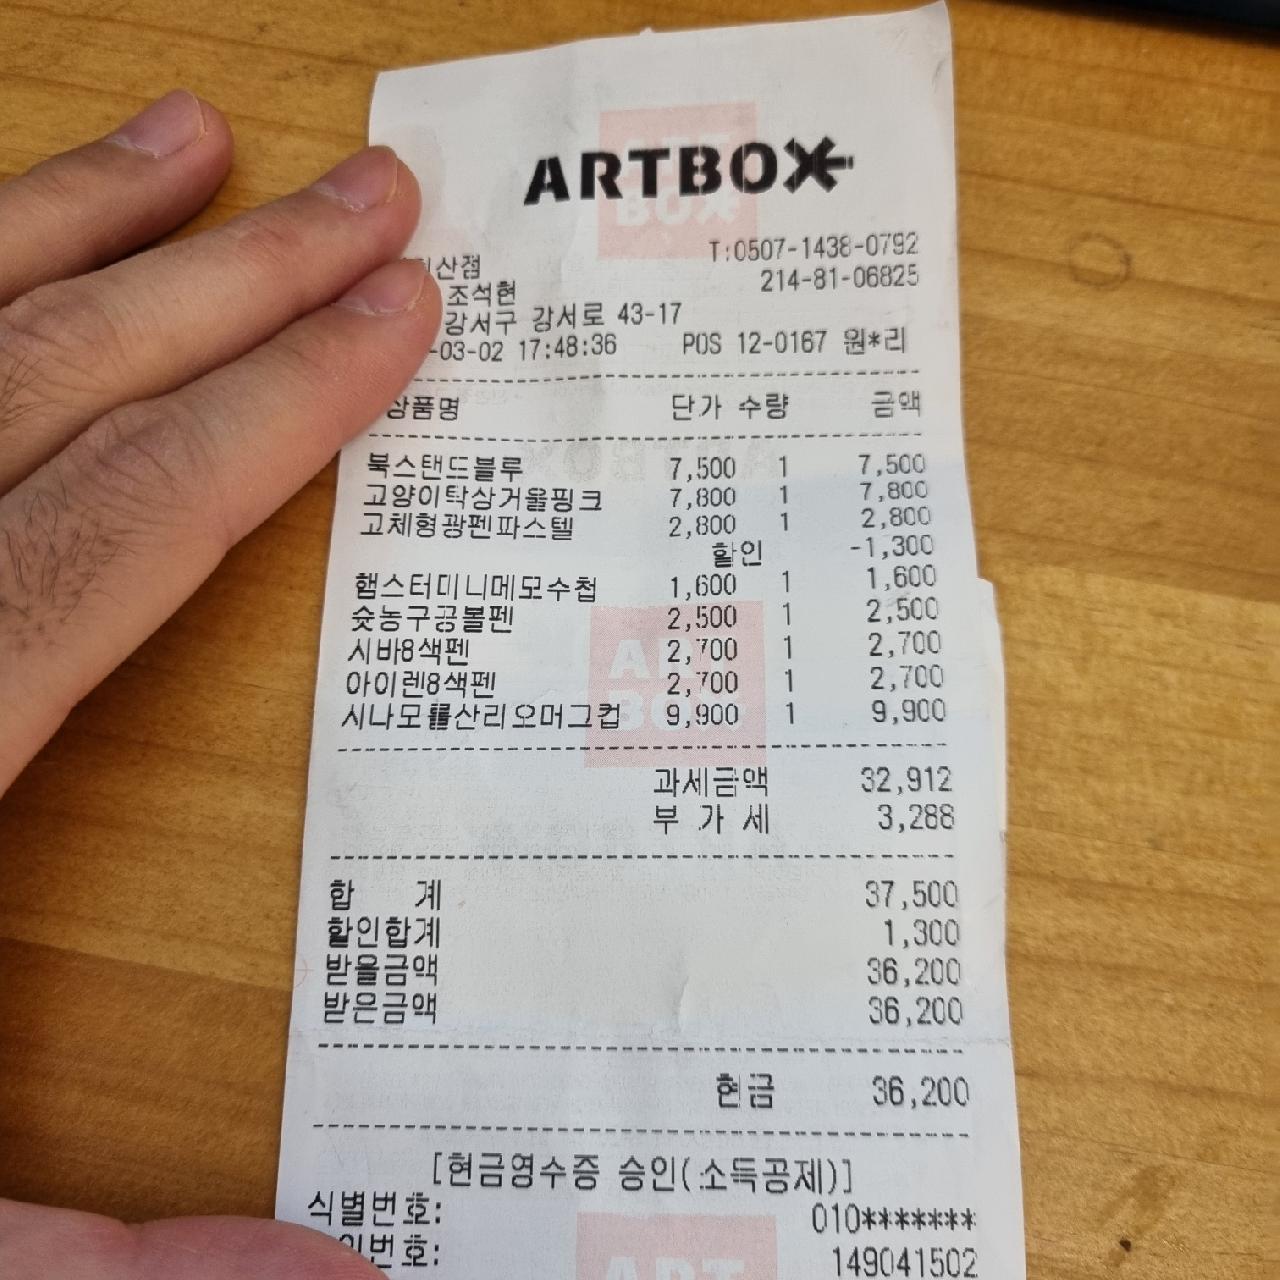 ARTBOX
T:0507-1438-0792
산점 214-81-06825
조석현
강서구 강서로 43-17
-03-02 17:48:36 POS 12-0167 원*리
상품명 단가 수량 금액
북스탠드블루 7,500 1 7,500
고양이탁상거울핑크 7,800 1 7,800
고체형광펜파스텔 2,800 1 2,800
할인 -1,300
햄스터미니메모수첩 1,600 1 1,600
슛농구공볼펜 2,500 1 2,500
시바8색펜 2,700 1 2,700
아이렌8색펜 2,700 1 2,700
시나모롤산리오머그컵 9,900 1 9,900
과세금액 32,912
부 가 세 3,288
합 계 37,500
할인합계 1,300
받을금액 36,200
받은금액 36,200
현금 36,200
[현금영수증 승인(소득공제)]
식별번호: 010*******
인번호: 149041502